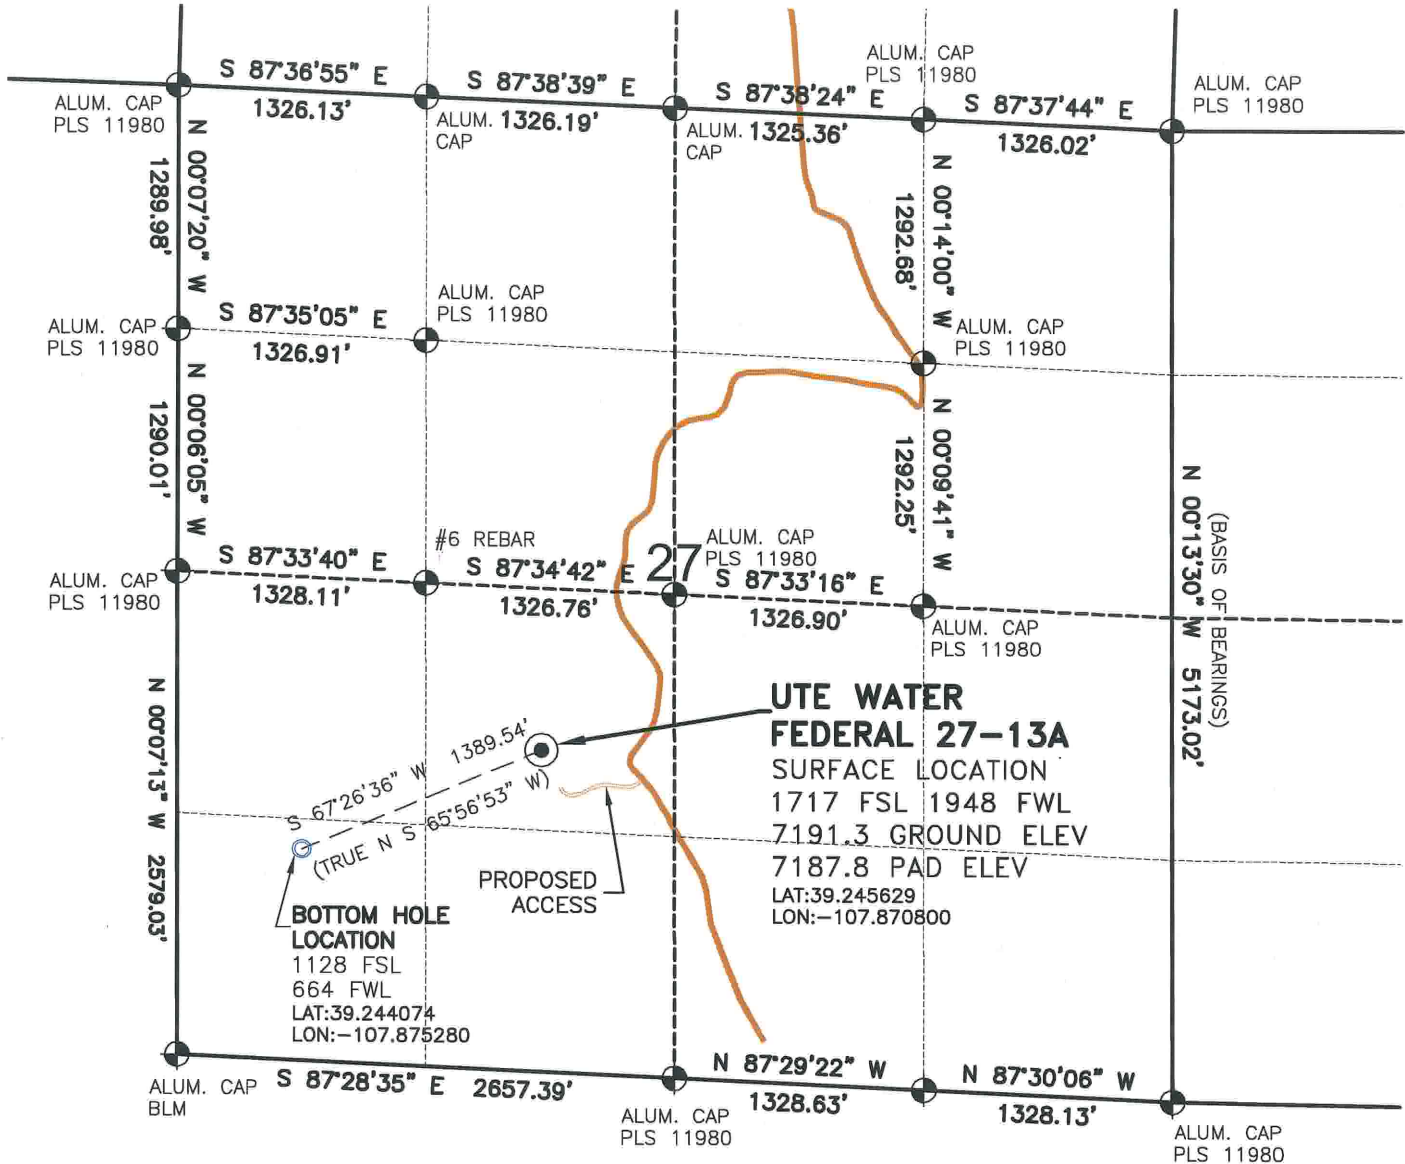 S 87°36'55" E
1326.13'
S 87°38'39" E
1326.19'
S 87°38'24" E
1325.36'
S 87°37'44" E
1326.02'
ALUM. CAP
PLS 11980
ALUM.
CAP
ALUM.
CAP
ALUM. CAP
PLS 11980
ALUM. CAP
PLS 11980
N 00°07'20" W
1289.98'
N 00°14'00" W
1292.68'
ALUM. CAP
PLS 11980
S 87°35'05" E
1326.91'
ALUM. CAP
PLS 11980
ALUM. CAP
PLS 11980
N 00°06'05" W
1290.01'
N 00°09'41" W
1292.25'
N 00°13'30" W 5173.02'
(BASIS OF BEARINGS)
ALUM. CAP
PLS 11980
S 87°33'40" E
1328.11'
#6 REBAR
S 87°34'42" E
1326.76'
27
ALUM. CAP
PLS 11980
S 87°33'16" E
1326.90'
ALUM. CAP
PLS 11980
N 00°07'13" W 2579.03'
S 67°26'36" W 1389.54'
(TRUE N S 65°56'53" W)
UTE WATER
FEDERAL 27-13A
SURFACE LOCATION
1717 FSL 1948 FWL
7191.3 GROUND ELEV
7187.8 PAD ELEV
LAT:39.245629
LON:-107.870800
PROPOSED
ACCESS
BOTTOM HOLE
LOCATION
1128 FSL
664 FWL
LAT:39.244074
LON:-107.875280
ALUM. CAP
BLM
S 87°28'35" E 2657.39'
ALUM. CAP
PLS 11980
N 87°29'22" W
1328.63'
N 87°30'06" W
1328.13'
ALUM. CAP
PLS 11980